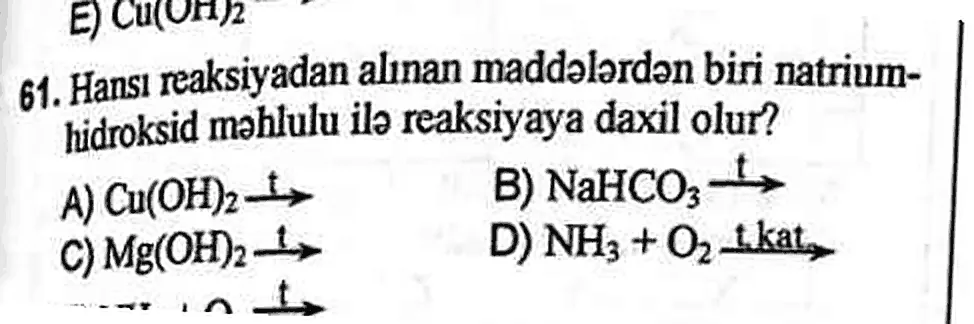 E) Cu(OH)₂
61. Hansı reaksiyadan alınan maddələrdən biri natrium-
hidroksid məhlulu ilə reaksiyaya daxil olur?
A) Cu(OH)₂ —t→ B) NaHCO₃ —t→
C) Mg(OH)₂ —t→ D) NH₃ + O₂ —t.kat.→